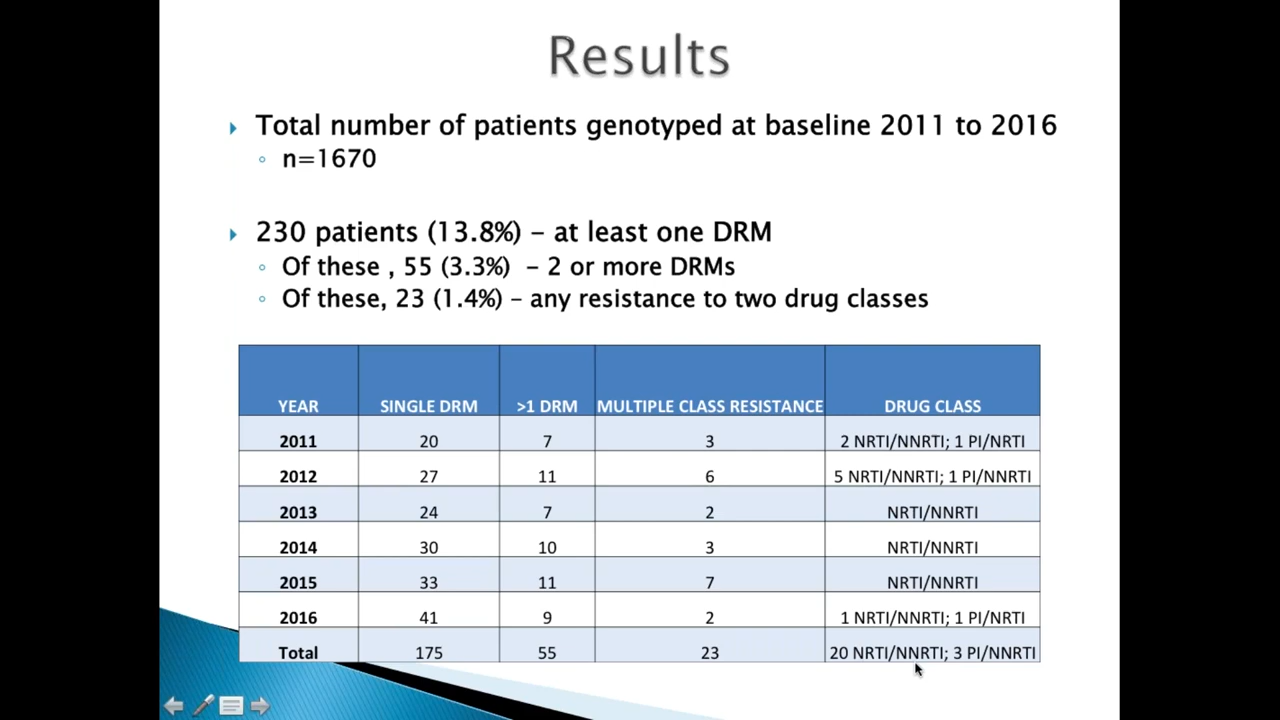 Results
Total number of patients genotyped at baseline 2011 to 2016
n=1670
230 patients (13.8%) – at least one DRM
Of these , 55 (3.3%) – 2 or more DRMs
Of these, 23 (1.4%) – any resistance to two drug classes
YEAR SINGLE DRM >1 DRM MULTIPLE CLASS RESISTANCE DRUG CLASS
2011 20 7 3 2 NRTI/NNRTI; 1 PI/NRTI
2012 27 11 6 5 NRTI/NNRTI; 1 PI/NNRTI
2013 24 7 2 NRTI/NNRTI
2014 30 10 3 NRTI/NNRTI
2015 33 11 7 NRTI/NNRTI
2016 41 9 2 1 NRTI/NNRTI; 1 PI/NRTI
Total 175 55 23 20 NRTI/NNRTI; 3 PI/NRTI